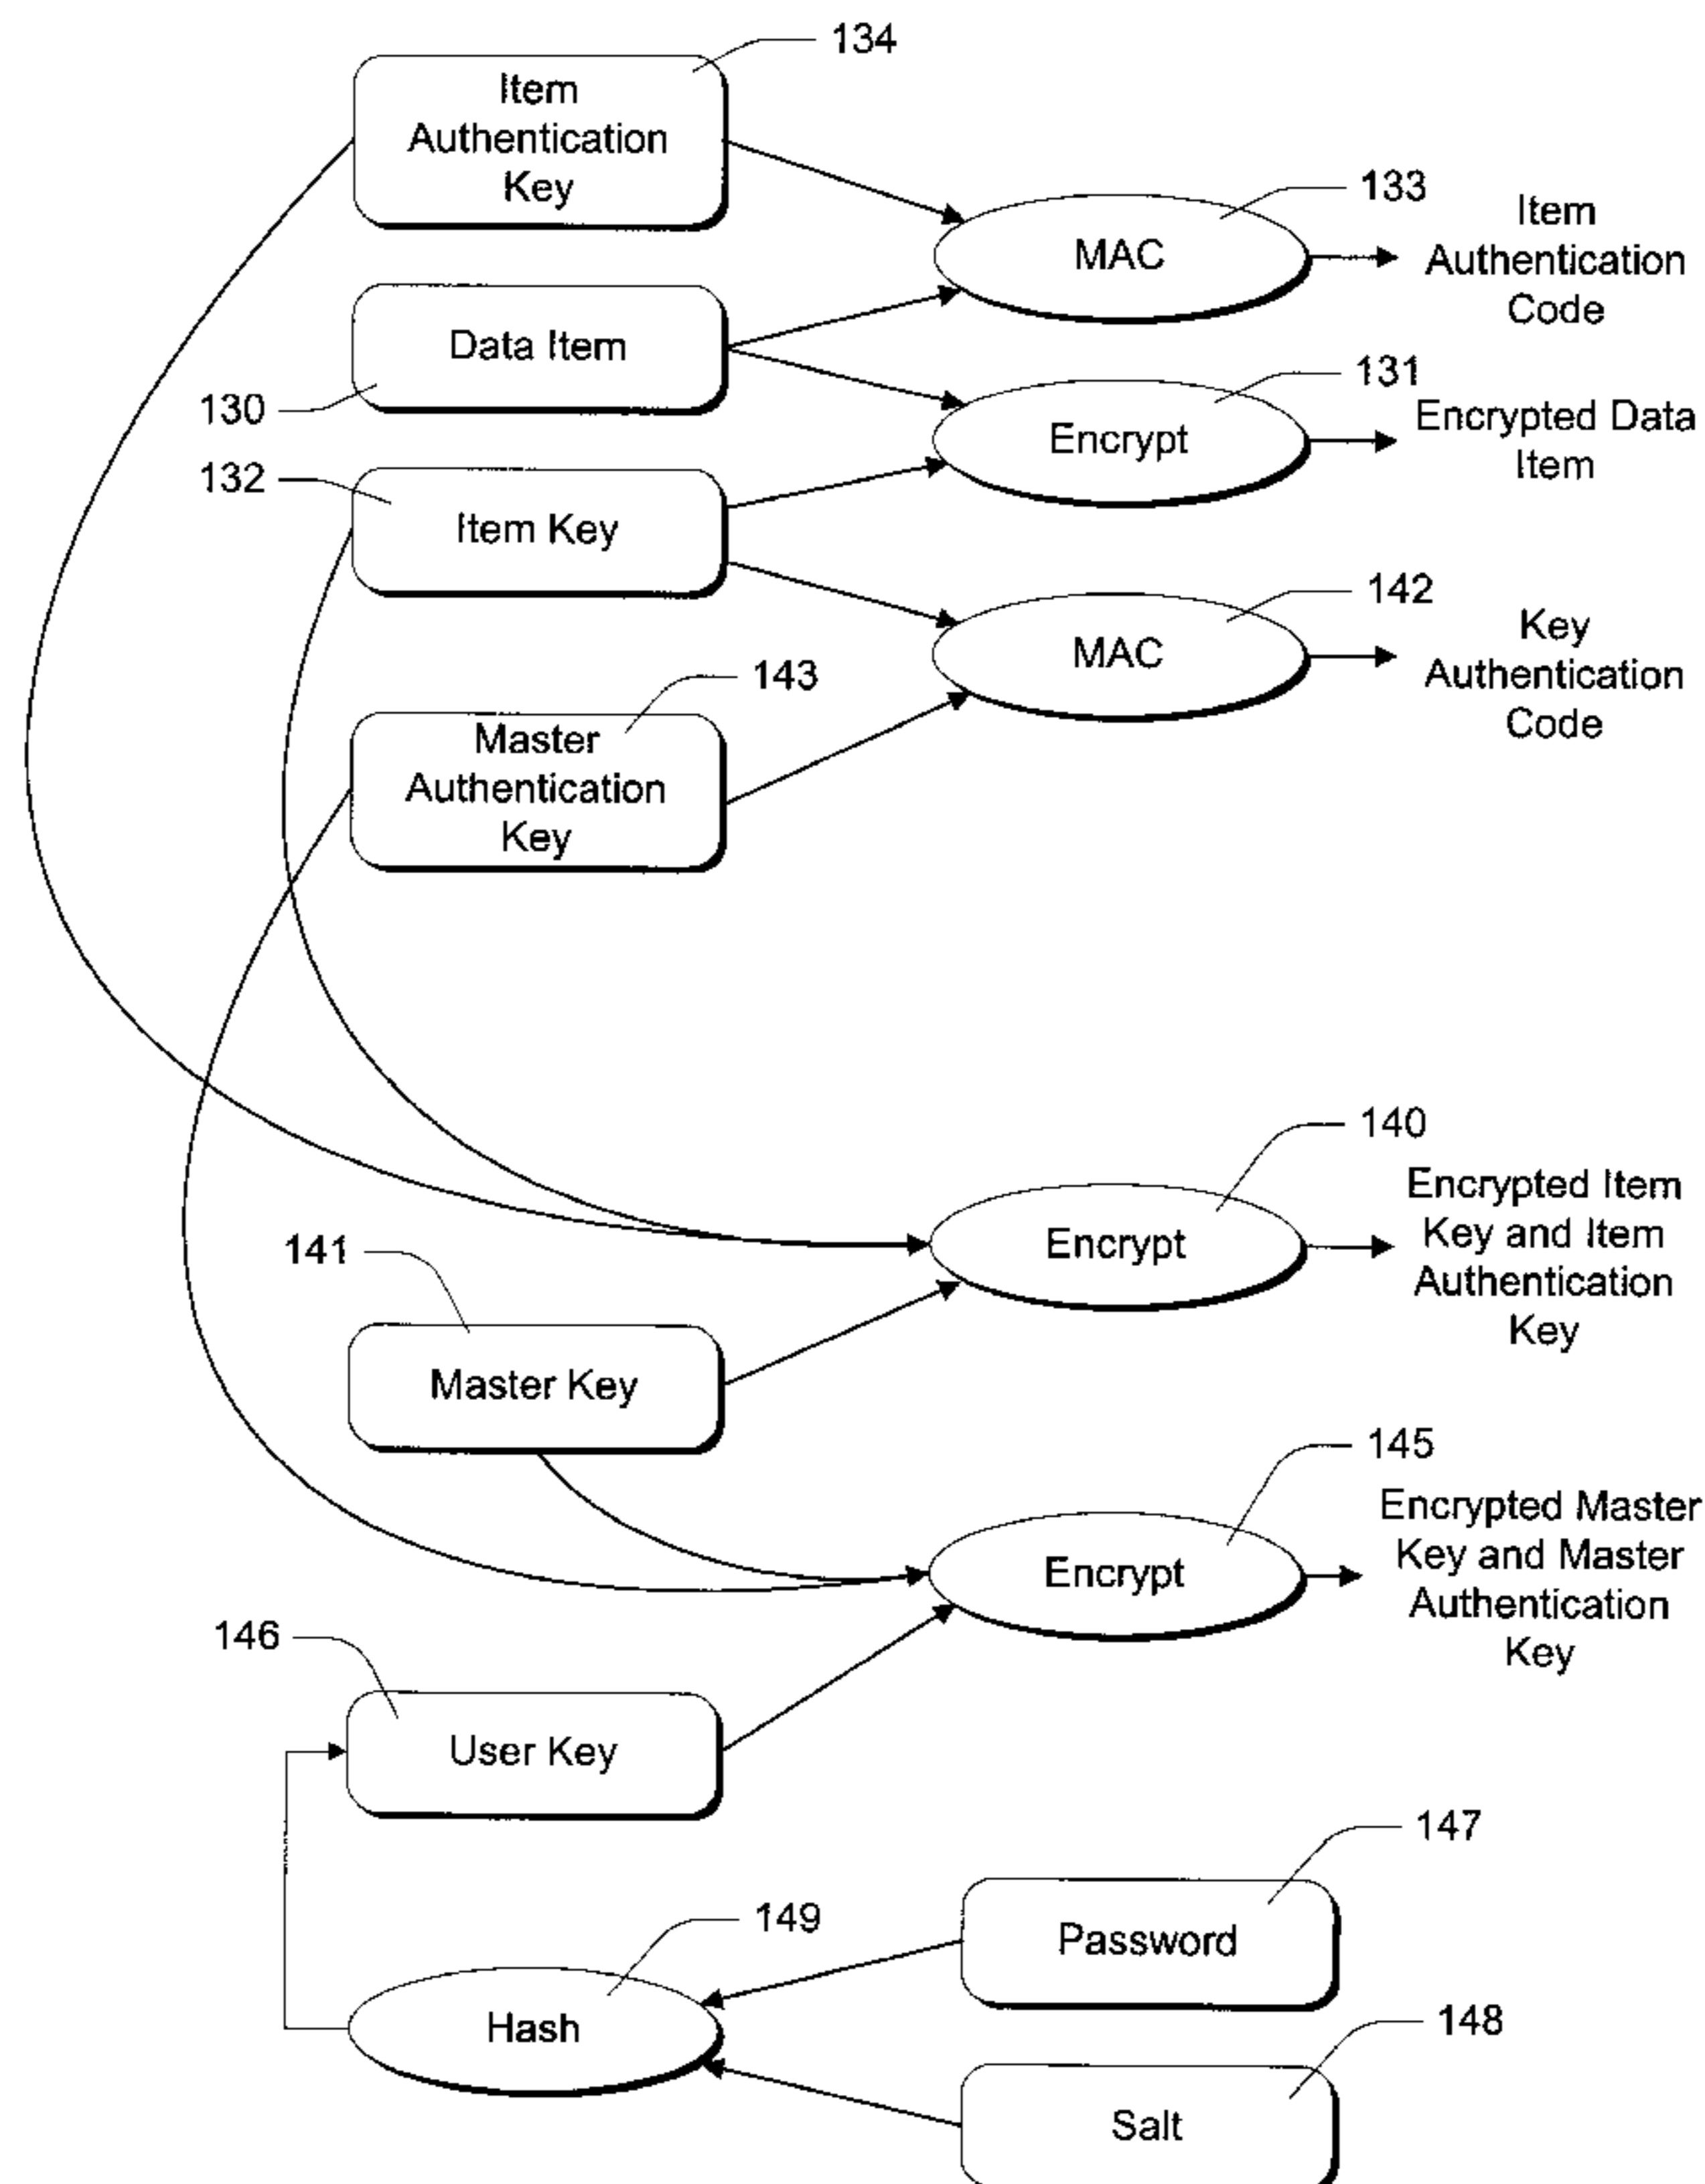 134
Item
Authentication
Key
133
MAC
Item
Authentication
Code
Data Item
130
131
Encrypt
Encrypted Data
Item
132
Item Key
142
MAC
Key
Authentication
Code
143
Master
Authentication
Key
140
Encrypt
Encrypted Item
Key and Item
Authentication
Key
141
Master Key
145
Encrypt
Encrypted Master
Key and Master
Authentication
Key
146
User Key
147
Password
149
Hash
148
Salt